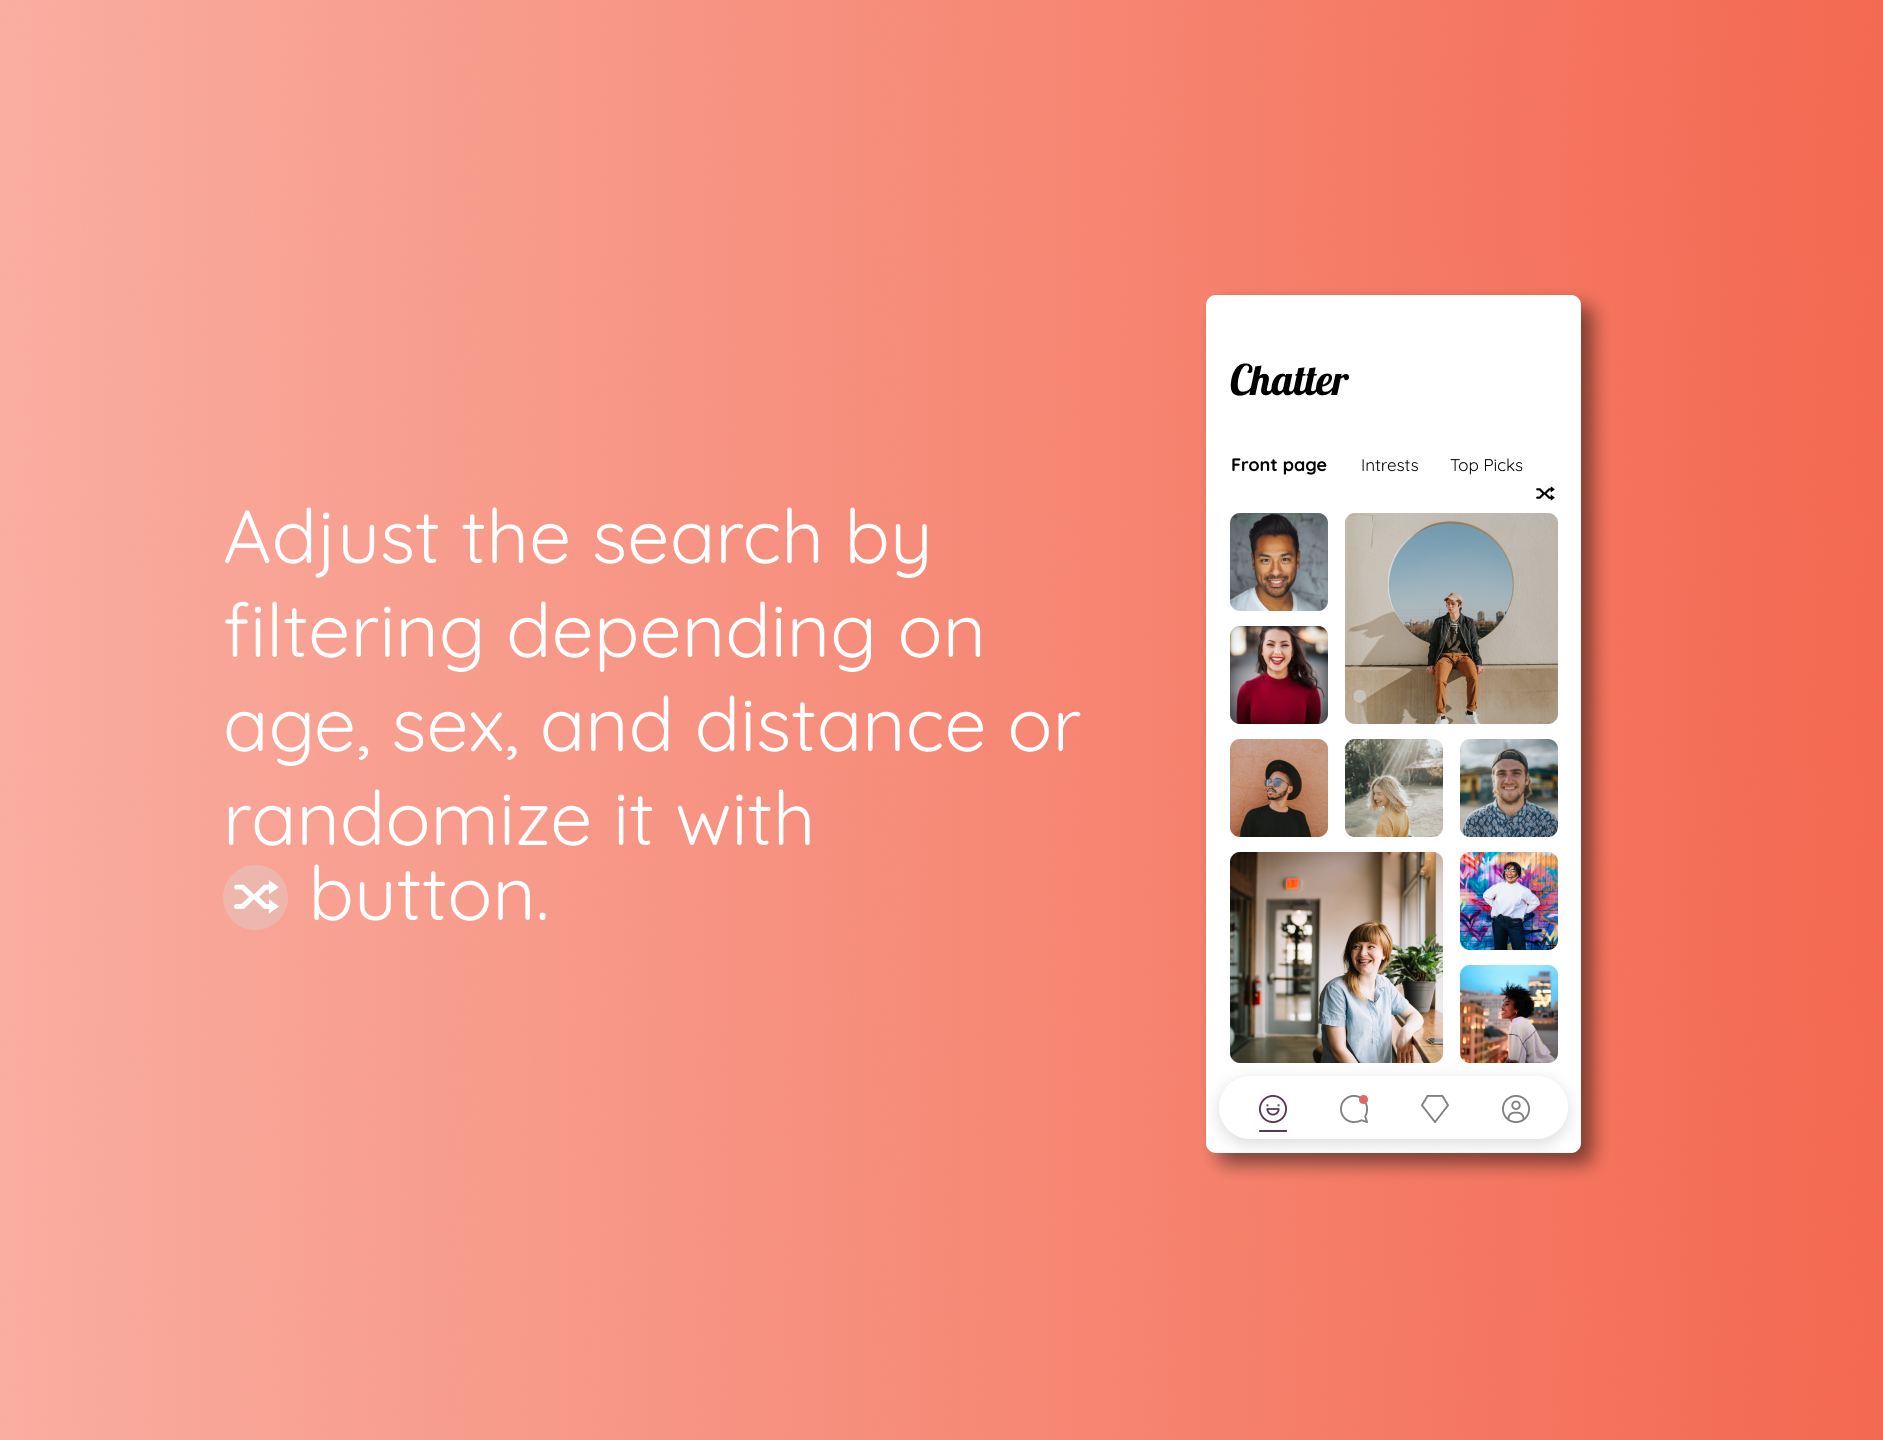 Adjust the search by
filtering depending on
age, sex, and distance or
randomize it with
button.
Chatter
Front page Intrests Top Picks